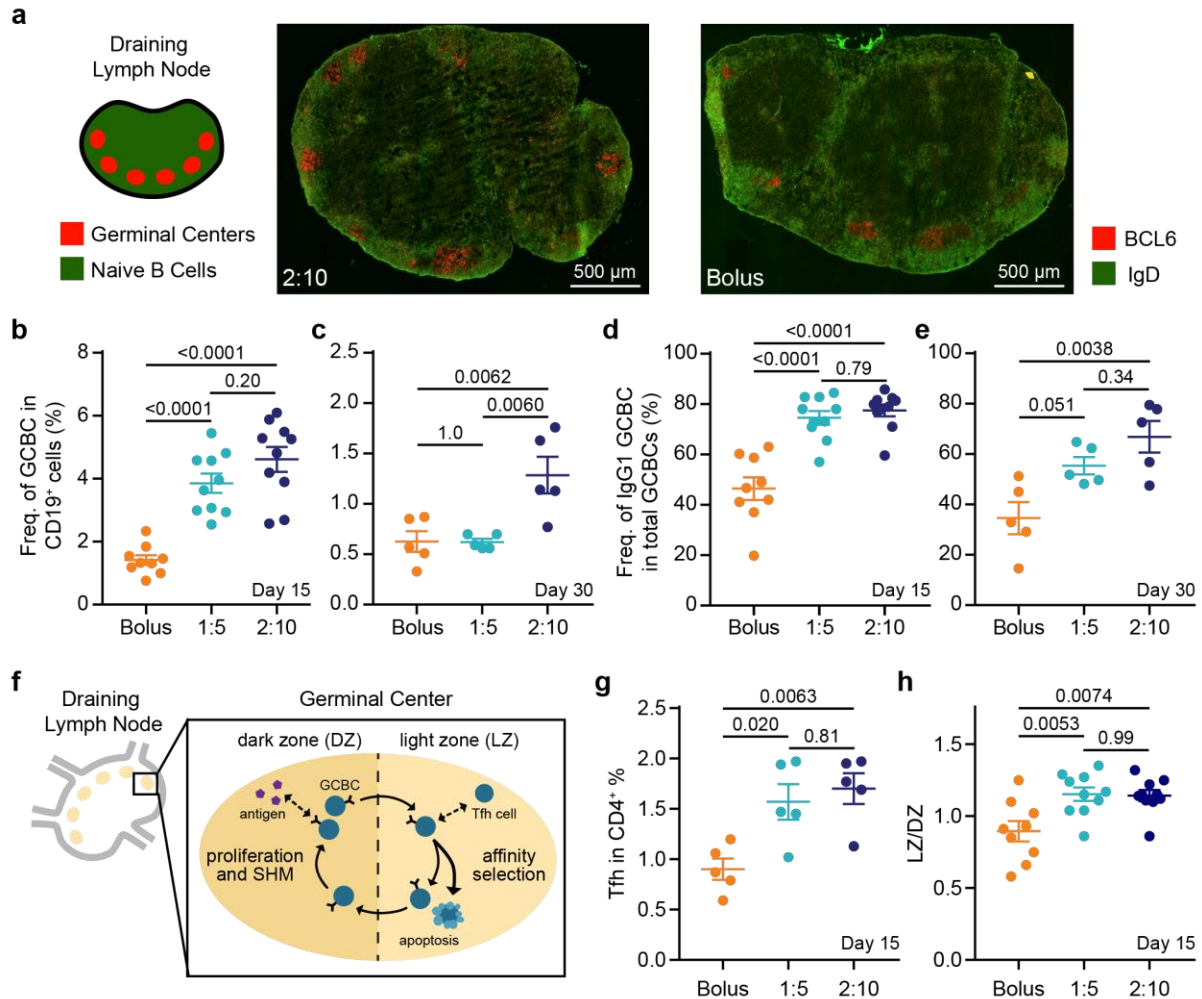 a
Draining
Lymph Node
Germinal Centers
Naive B Cells
2:10
500 µm
Bolus
500 µm
BCL6
IgD
b
Freq. of GCBC in
CD19⁺ cells (%)
8
6
4
2
0
<0.0001
0.20
<0.0001
Day 15
Bolus
1:5
2:10
c
2.5
2.0
1.5
1.0
0.5
0.0
0.0062
0.0060
1.0
Day 30
Bolus
1:5
2:10
d
Freq. of IgG1 GCBC
in total GCBCs (%)
100
80
60
40
20
0
<0.0001
<0.0001
0.79
Day 15
Bolus
1:5
2:10
e
100
80
60
40
20
0
0.0038
0.34
0.051
Day 30
Bolus
1:5
2:10
f
Draining
Lymph Node
Germinal Center
dark zone (DZ)
light zone (LZ)
GCBC
antigen
Tfh cell
proliferation
and SHM
affinity
selection
apoptosis
g
Tfh in CD4⁺ %
2.5
2.0
1.5
1.0
0.5
0.0
0.0063
0.020
0.81
Day 15
Bolus
1:5
2:10
h
LZ/DZ
1.5
1.0
0.5
0.0
0.0074
0.0053
0.99
Day 15
Bolus
1:5
2:10